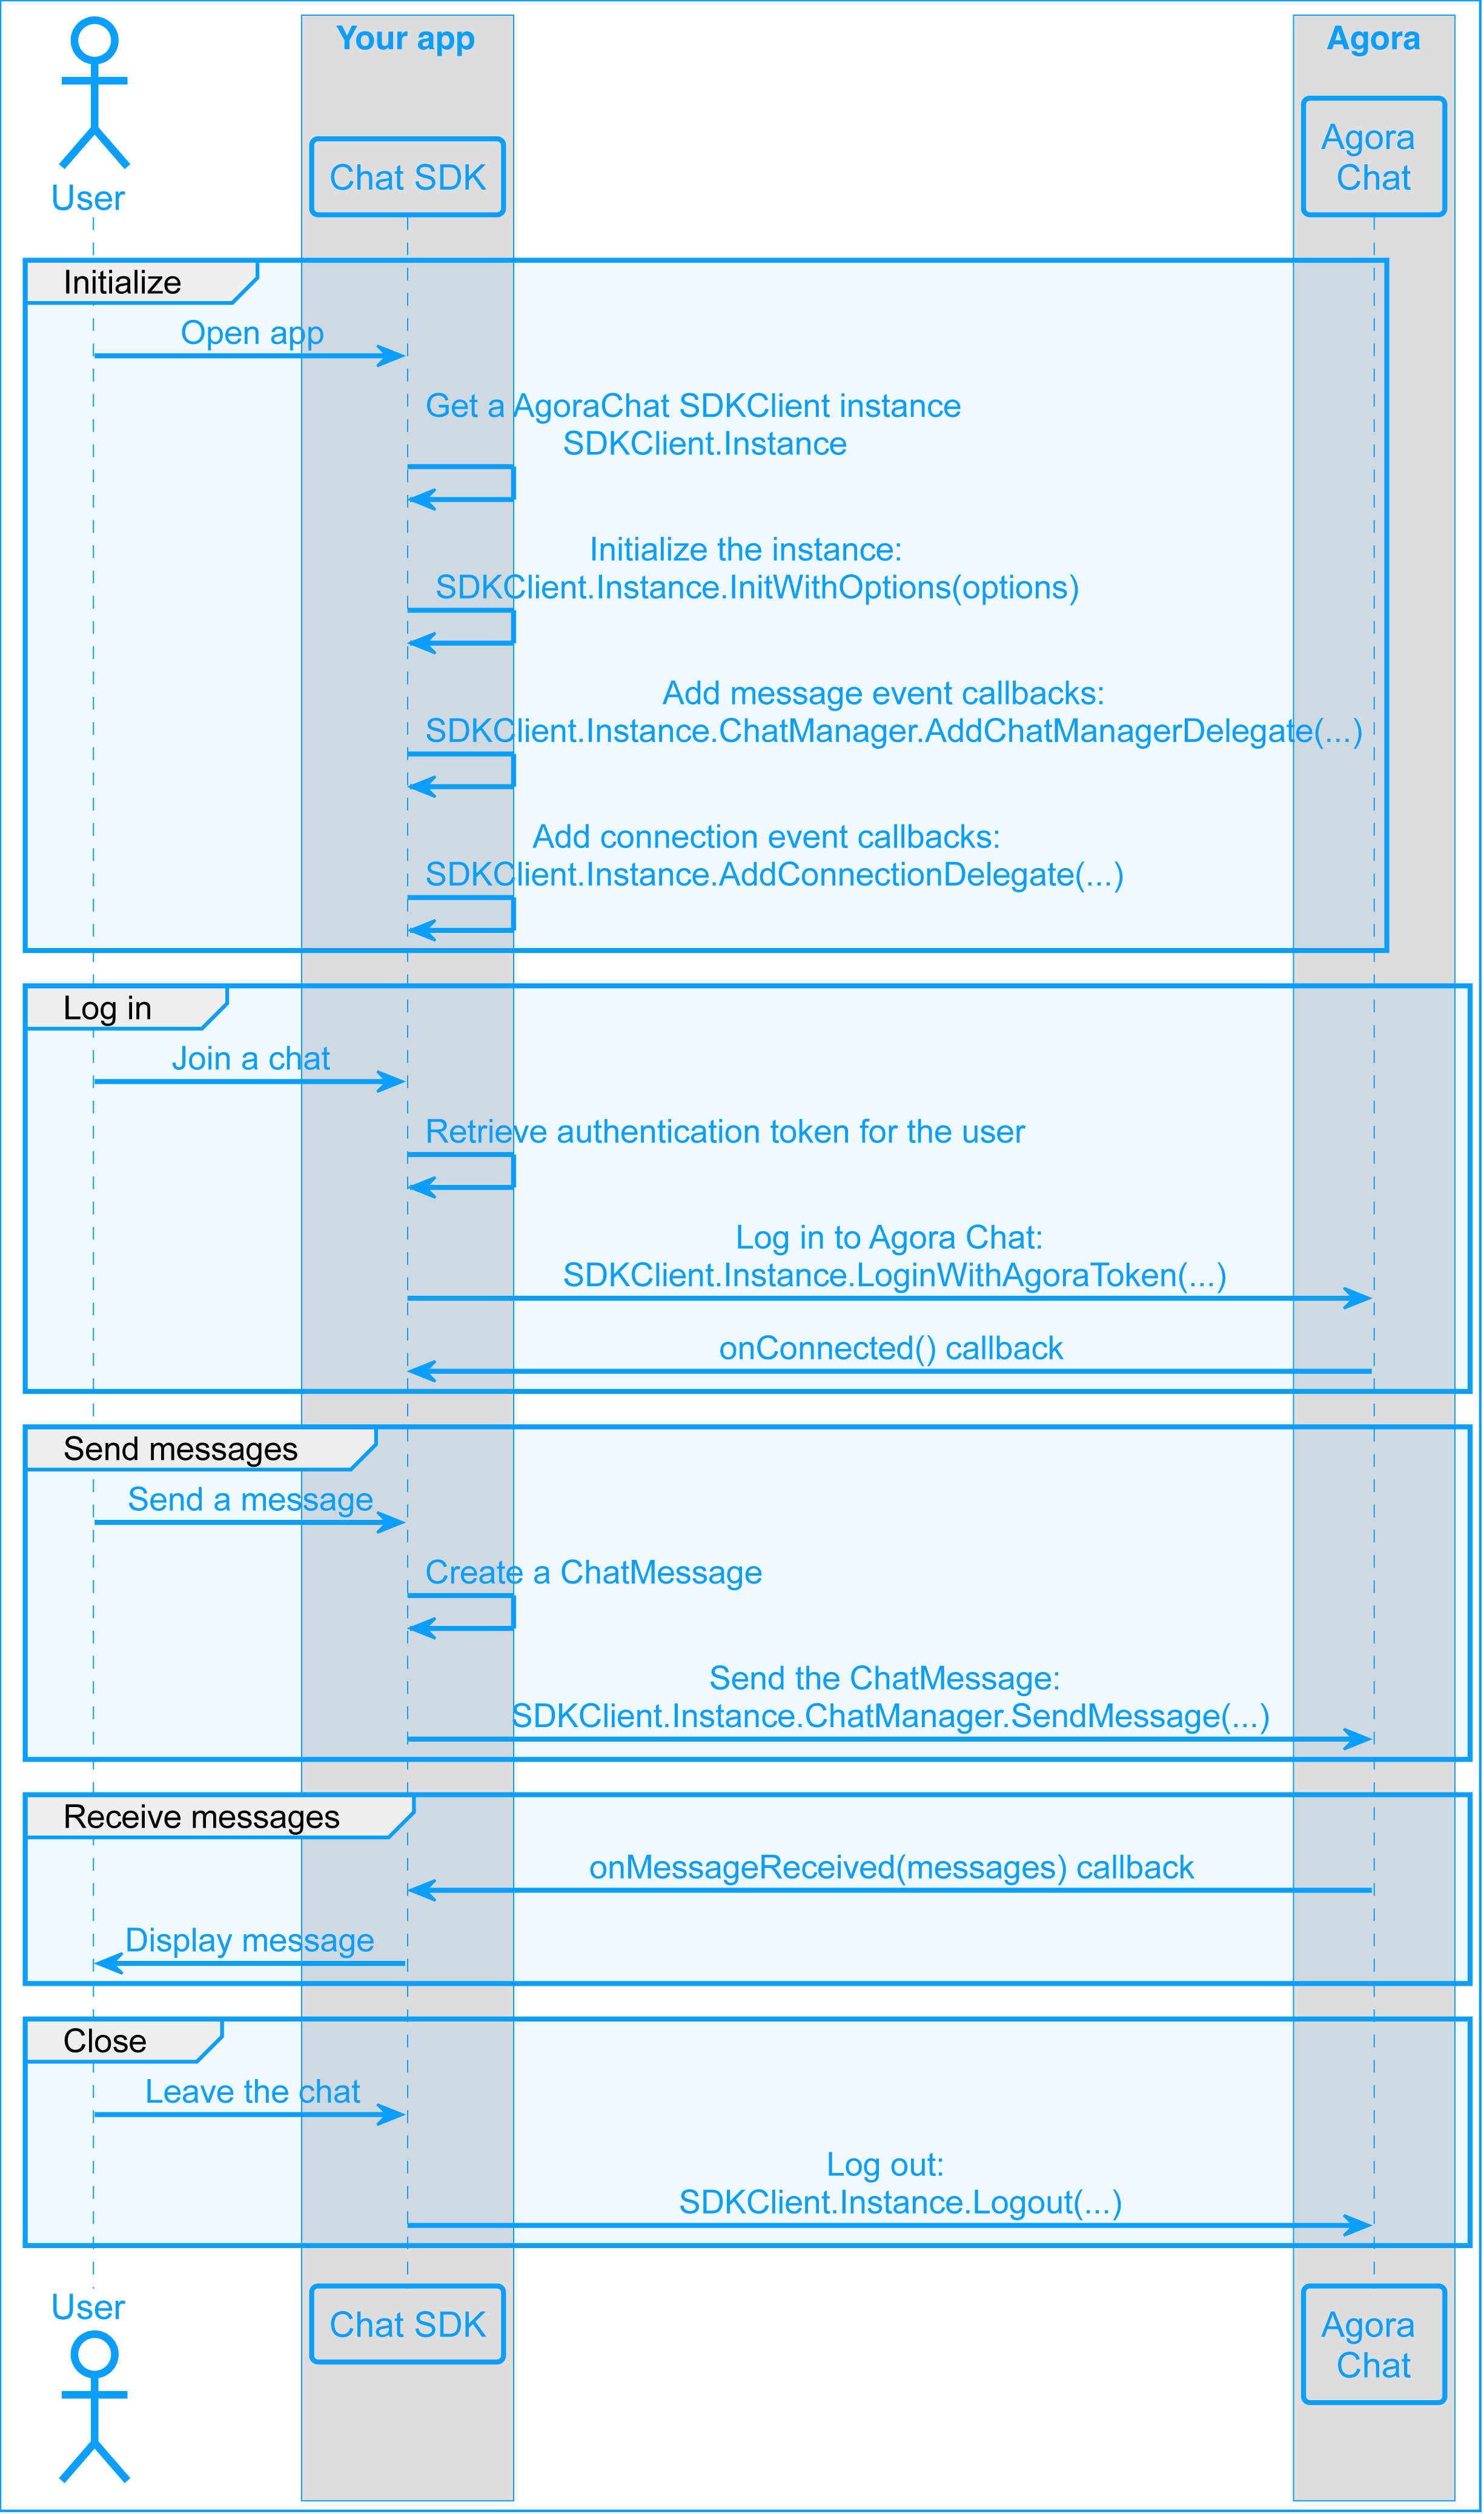 Your app
Agora
Agora
Chat
Chat SDK
User
Initialize
Open app
Get a AgoraChat SDKClient instance
SDKClient.Instance
Initialize the instance:
SDKClient.Instance.InitWithOptions(options)
Add message event callbacks:
SDKClient.Instance.ChatManager.AddChatManagerDelegate(...)
Add connection event callbacks:
SDKClient.Instance.AddConnectionDelegate(...)
Log in
Join a chat
Retrieve authentication token for the user
Log in to Agora Chat:
SDKClient.Instance.LoginWithAgoraToken(...)
onConnected() callback
Send messages
Send a message
Create a ChatMessage
Send the ChatMessage:
SDKClient.Instance.ChatManager.SendMessage(...)
Receive messages
onMessageReceived(messages) callback
Display message
Close
Leave the chat
Log out:
SDKClient.Instance.Logout(...)
User
Chat SDK
Agora
Chat